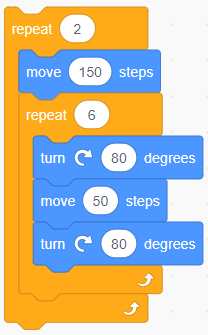 repeat 2
move 150 steps
repeat 6
turn 80 degrees
move 50 steps
turn 80 degrees